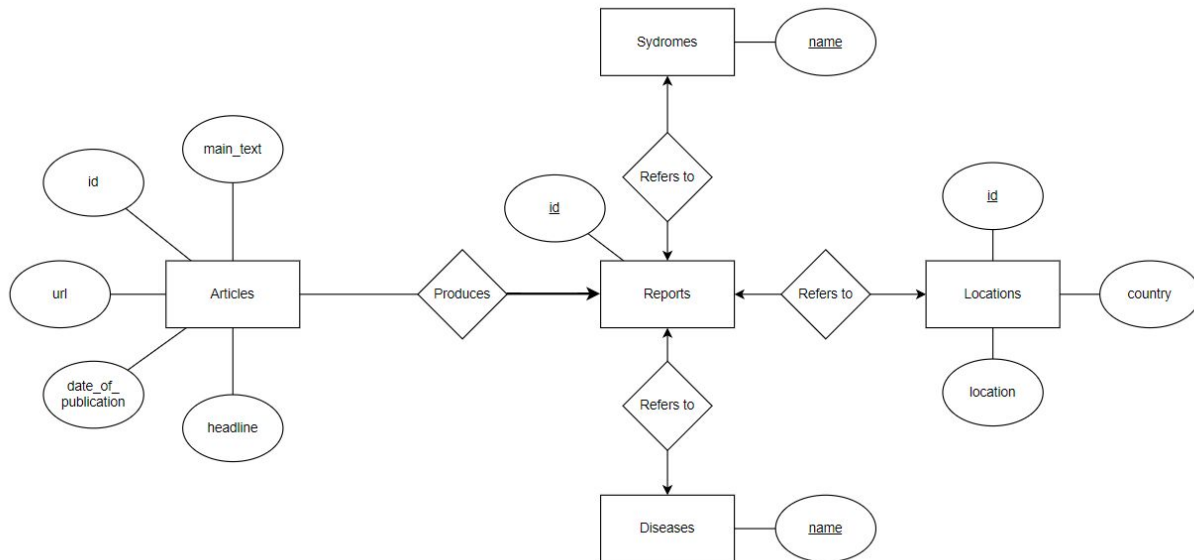 Sydromes
name
main_text
id
Refers to
id
id
url
Articles
Produces
Reports
Refers to
Locations
country
date_of_
publication
headline
Refers to
location
Diseases
name